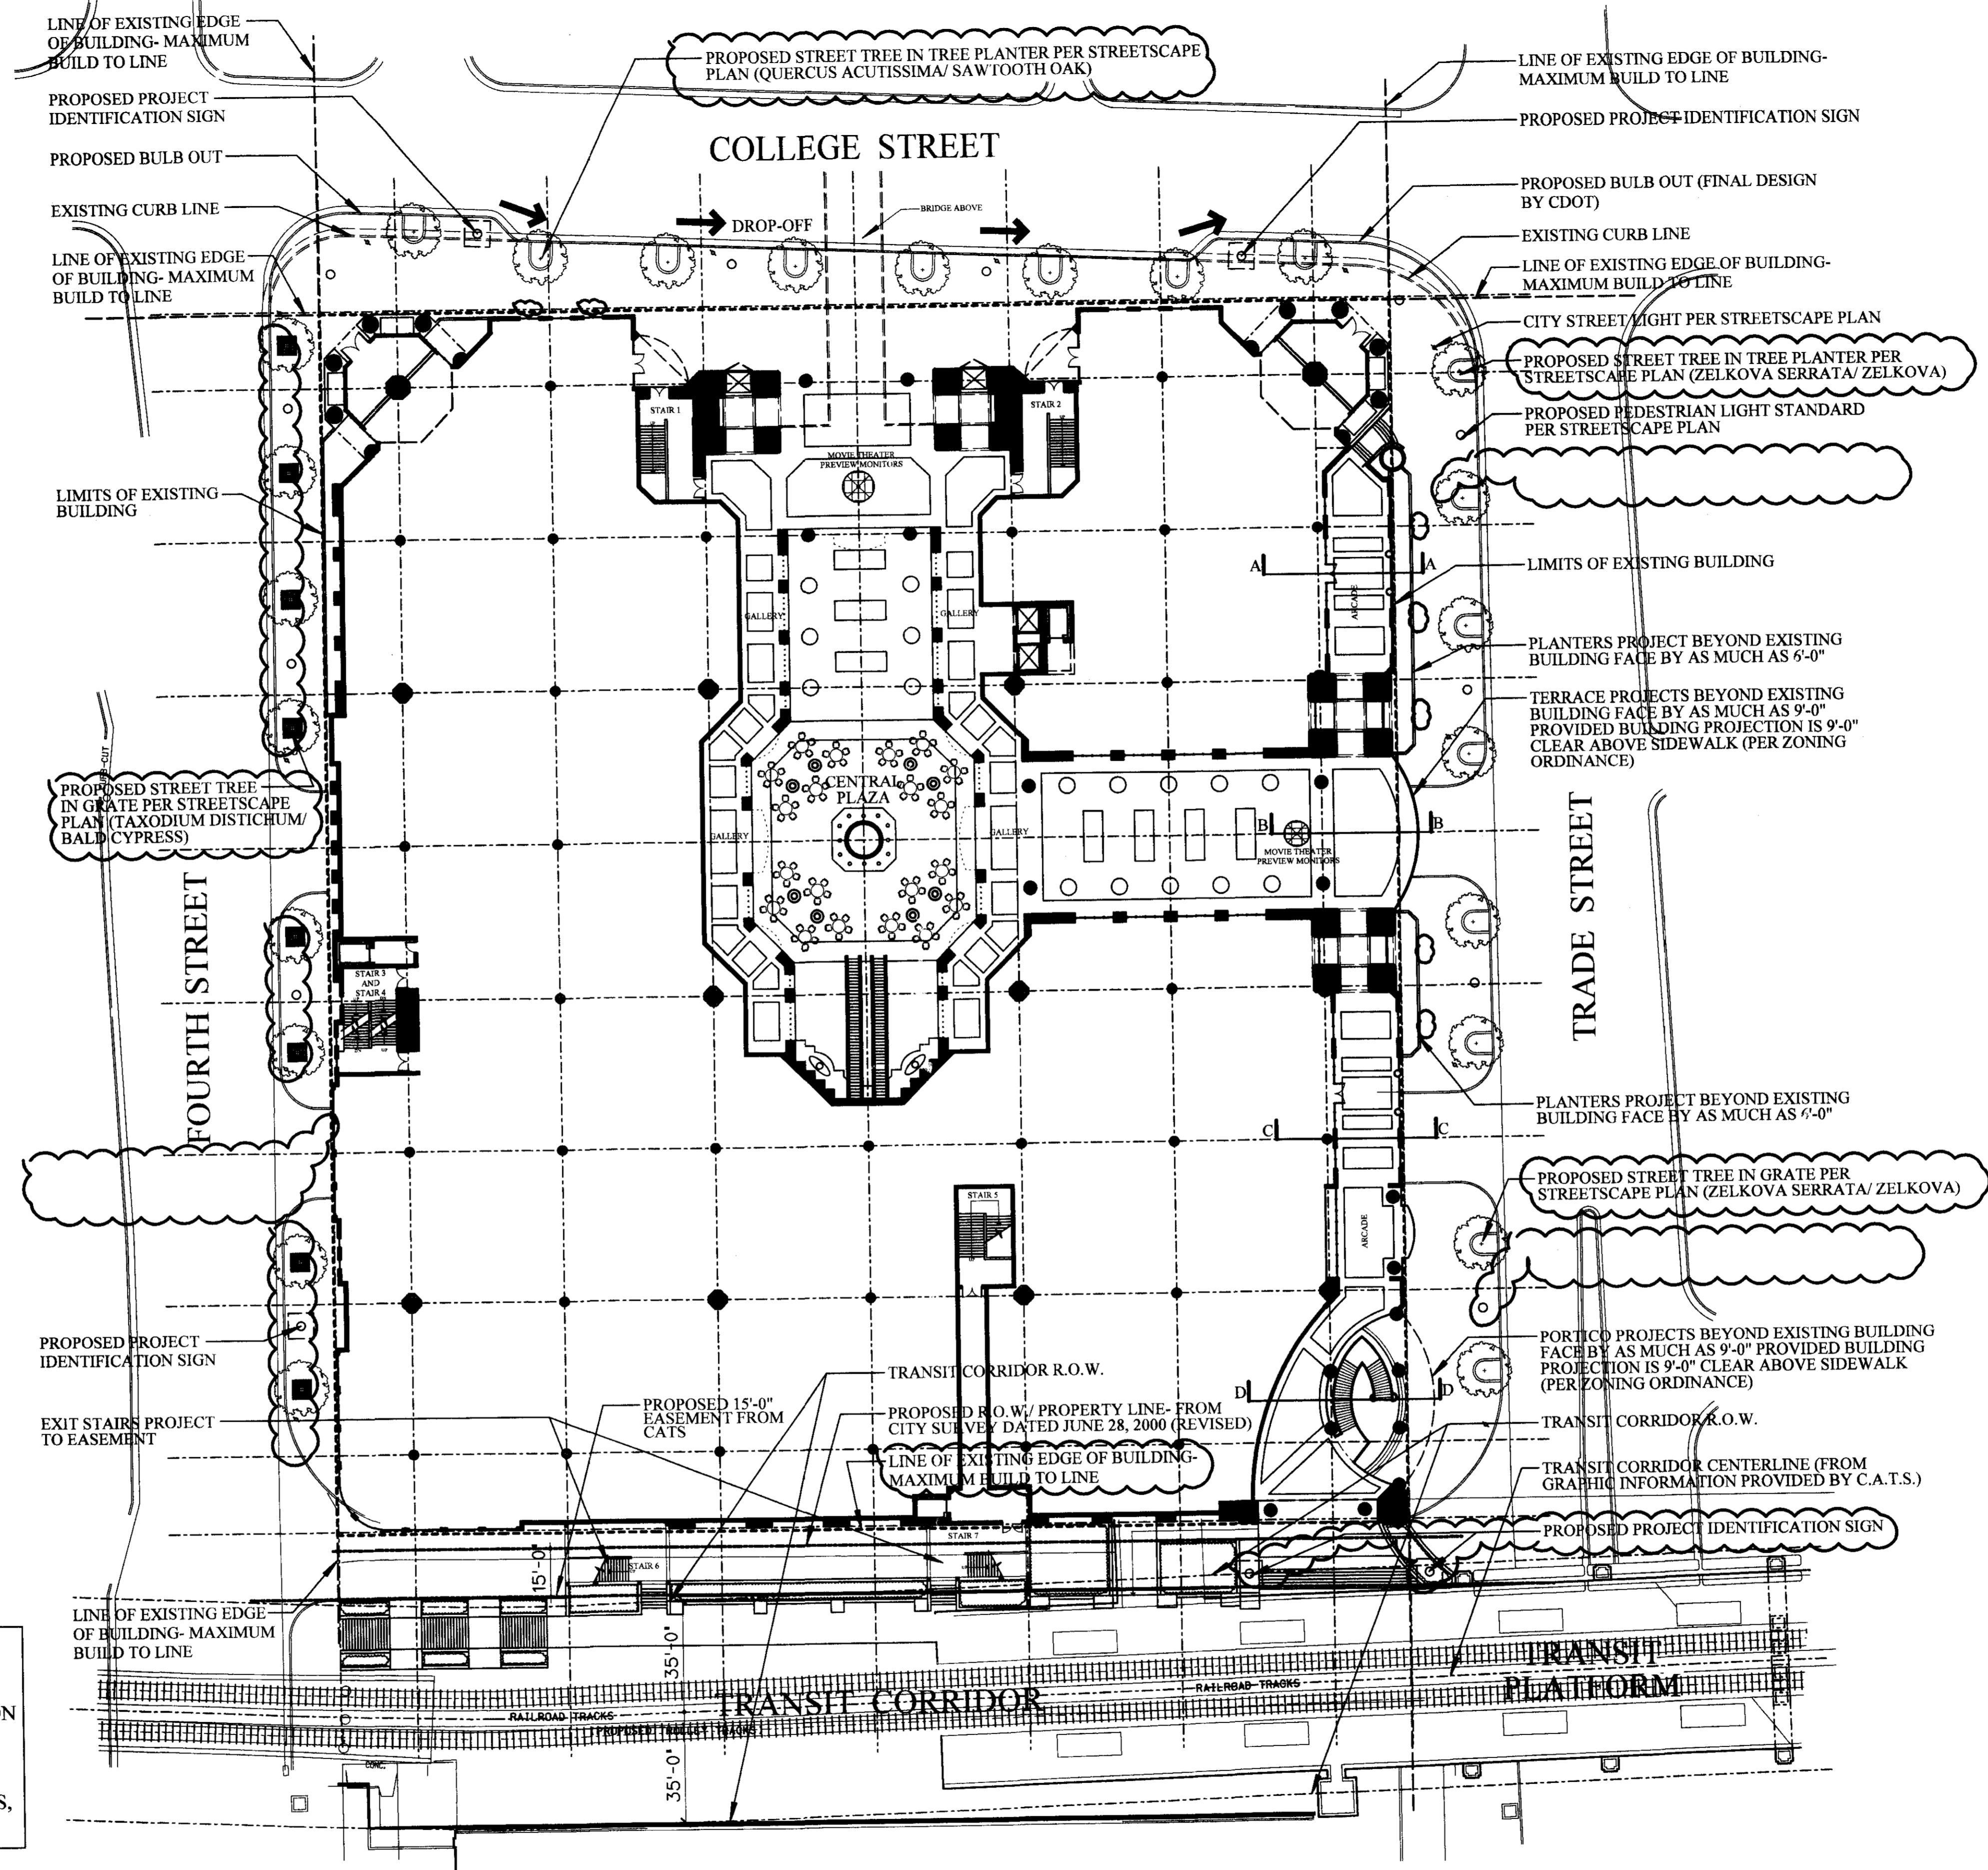 LINE OF EXISTING EDGE
OF BUILDING- MAXIMUM
BUILD TO LINE
PROPOSED PROJECT
IDENTIFICATION SIGN
PROPOSED BULB OUT
EXISTING CURB LINE
LINE OF EXISTING EDGE
OF BUILDING- MAXIMUM
BUILD TO LINE
LIMITS OF EXISTING
BUILDING
PROPOSED STREET TREE
IN GRATE PER STREETSCAPE
PLAN (TAXODIUM DISTICHUM/
BALD CYPRESS)
FOURTH STREET
PROPOSED PROJECT
IDENTIFICATION SIGN
EXIT STAIRS PROJECT
TO EASEMENT
LINE OF EXISTING EDGE
OF BUILDING- MAXIMUM
BUILD TO LINE
PROPOSED STREET TREE IN TREE PLANTER PER STREETSCAPE
PLAN (QUERCUS ACUTISSIMA/ SAWTOOTH OAK)
COLLEGE STREET
DROP-OFF
BRIDGE ABOVE
STAIR 1
STAIR 2
MOVIE THEATER
PREVIEW MONITORS
GALLERY
GALLERY
CENTRAL
PLAZA
GALLERY
GALLERY
MOVIE THEATER
PREVIEW MONITORS
A
A
ARCADE
B
B
STAIR 3
AND
STAIR 4
C
C
STAIR 5
ARCADE
D
D
TRANSIT CORRIDOR R.O.W.
PROPOSED 15'-0"
EASEMENT FROM
CATS
PROPOSED R.O.W./ PROPERTY LINE- FROM
CITY SURVEY DATED JUNE 28, 2000 (REVISED)
LINE OF EXISTING EDGE OF BUILDING-
MAXIMUM BUILD TO LINE
STAIR 7
STAIR 6
15'-0"
35'-0"
35'-0"
TRANSIT CORRIDOR
RAILROAD TRACKS
RAILROAD TRACKS
PROPOSED TROLLEY TRACKS
CONC.
TRANSIT
PLATFORM
LINE OF EXISTING EDGE OF BUILDING-
MAXIMUM BUILD TO LINE
PROPOSED PROJECT IDENTIFICATION SIGN
PROPOSED BULB OUT (FINAL DESIGN
BY CDOT)
EXISTING CURB LINE
LINE OF EXISTING EDGE OF BUILDING-
MAXIMUM BUILD TO LINE
CITY STREET LIGHT PER STREETSCAPE PLAN
PROPOSED STREET TREE IN TREE PLANTER PER
STREETSCAPE PLAN (ZELKOVA SERRATA/ ZELKOVA)
PROPOSED PEDESTRIAN LIGHT STANDARD
PER STREETSCAPE PLAN
LIMITS OF EXISTING BUILDING
PLANTERS PROJECT BEYOND EXISTING
BUILDING FACE BY AS MUCH AS 6'-0"
TERRACE PROJECTS BEYOND EXISTING
BUILDING FACE BY AS MUCH AS 9'-0"
PROVIDED BUILDING PROJECTION IS 9'-0"
CLEAR ABOVE SIDEWALK (PER ZONING
ORDINANCE)
TRADE STREET
PLANTERS PROJECT BEYOND EXISTING
BUILDING FACE BY AS MUCH AS 6'-0"
PROPOSED STREET TREE IN GRATE PER
STREETSCAPE PLAN (ZELKOVA SERRATA/ ZELKOVA)
PORTICO PROJECTS BEYOND EXISTING BUILDING
FACE BY AS MUCH AS 9'-0" PROVIDED BUILDING
PROJECTION IS 9'-0" CLEAR ABOVE SIDEWALK
(PER ZONING ORDINANCE)
TRANSIT CORRIDOR R.O.W.
TRANSIT CORRIDOR CENTERLINE (FROM
GRAPHIC INFORMATION PROVIDED BY C.A.T.S.)
PROPOSED PROJECT IDENTIFICATION SIGN